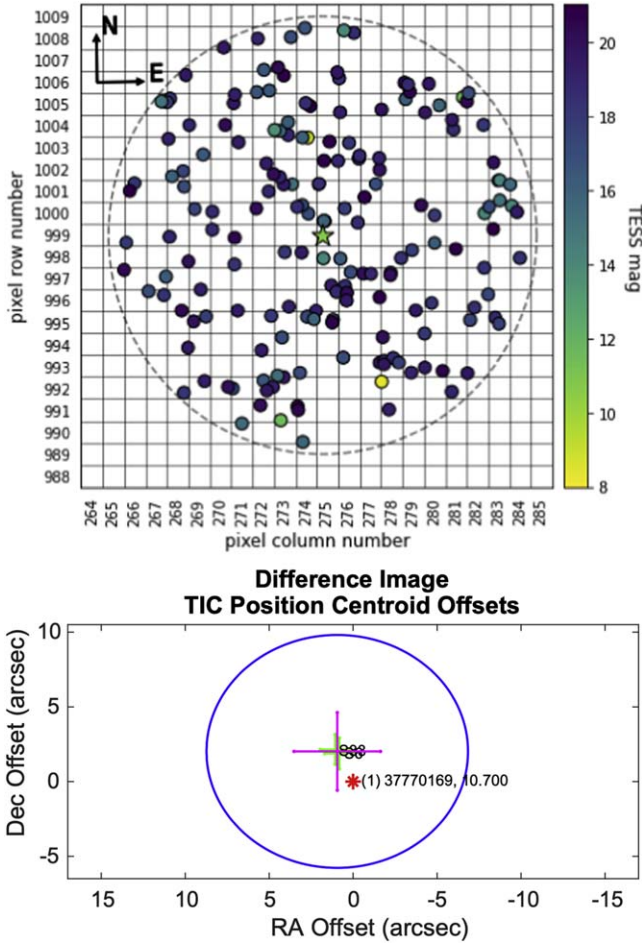 1009
1008
1007
1006
1005
1004
1003
1002
1001
1000
999
998
997
996
995
994
993
992
991
990
989
988
pixel row number
N
E
264 265 266 267 268 269 270 271 272 273 274 275 276 277 278 279 280 281 282 283 284 285
pixel column number
20
18
16
14
12
10
8
TESS mag
Difference Image
TIC Position Centroid Offsets
10
5
0
-5
Dec Offset (arcsec)
(1) 37770169, 10.700
15 10 5 0 -5 -10 -15
RA Offset (arcsec)